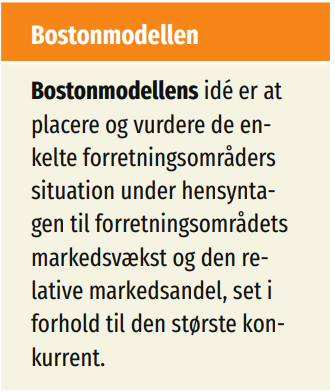 Bostonmodellen
Bostonmodellens idé er at
placere og vurdere de en-
kelte forretningsområders
situation under hensynta-
gen til forretningsområdets
markedsvækst og den re-
lative markedsandel, set i
forhold til den største kon-
kurrent.